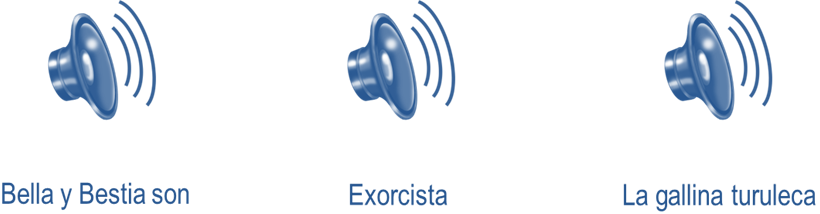 Bella y Bestia son
Exorcista
La gallina turuleca